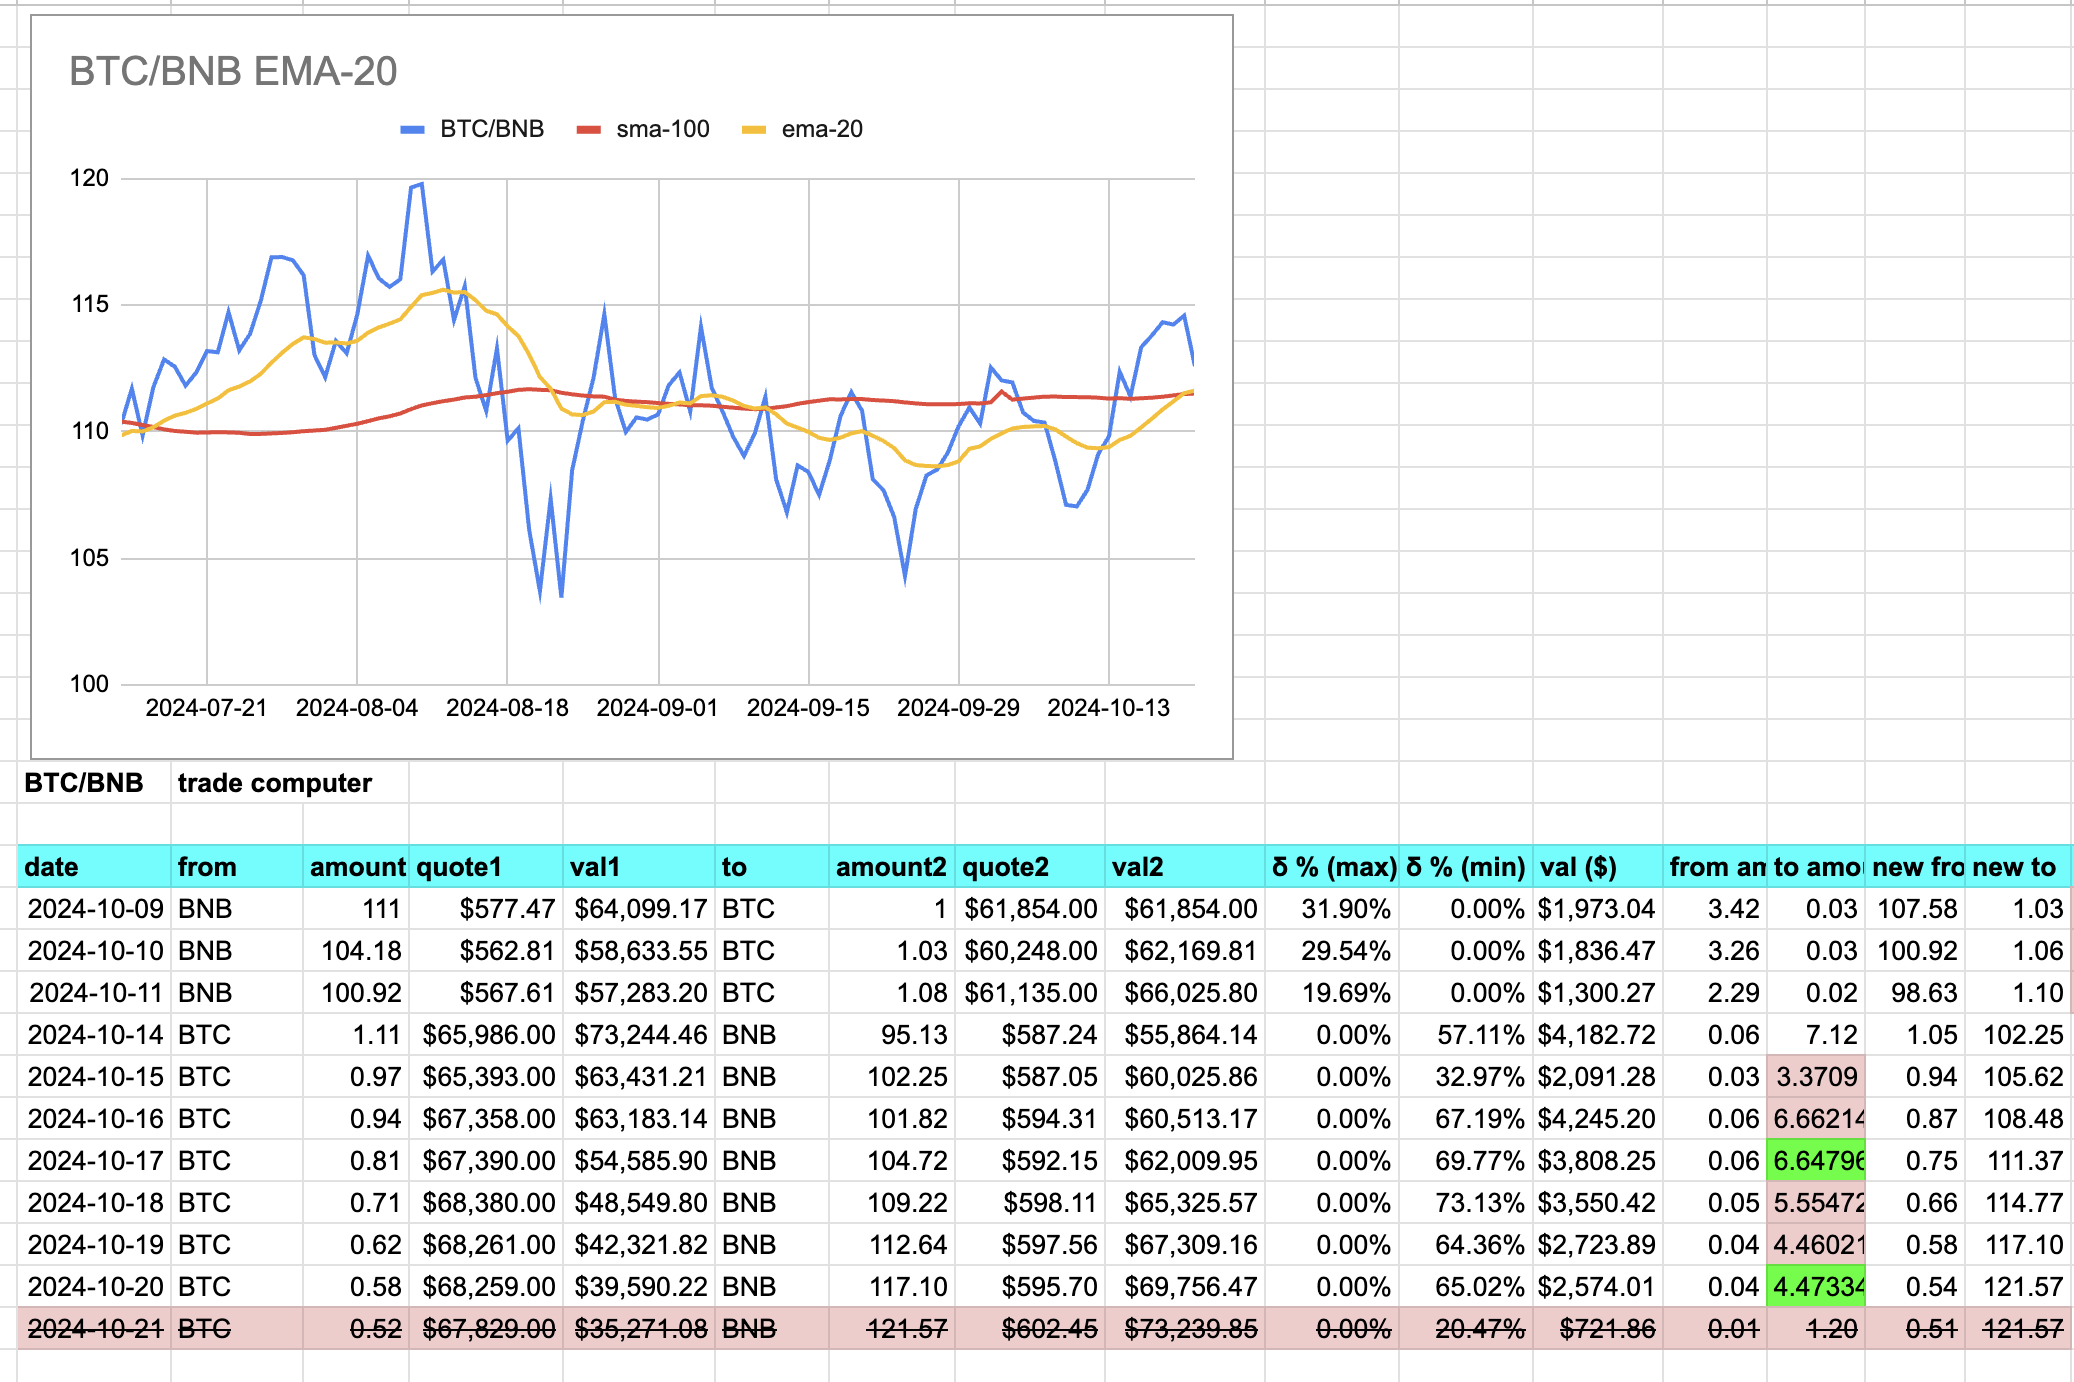 BTC/BNB EMA-20
BTC/BNB sma-100 ema-20
120
115
110
105
100
2024-07-21 2024-08-04 2024-08-18 2024-09-01 2024-09-15 2024-09-29 2024-10-13
BTC/BNB trade computer
date from amount quote1 val1 to amount2 quote2 val2 δ % (max) δ % (min) val ($) from am to amo new fro new to
2024-10-09 BNB 111 $577.47 $64,099.17 BTC 1 $61,854.00 $61,854.00 31.90% 0.00% $1,973.04 3.42 0.03 107.58 1.03
2024-10-10 BNB 104.18 $562.81 $58,633.55 BTC 1.03 $60,248.00 $62,169.81 29.54% 0.00% $1,836.47 3.26 0.03 100.92 1.06
2024-10-11 BNB 100.92 $567.61 $57,283.20 BTC 1.08 $61,135.00 $66,025.80 19.69% 0.00% $1,300.27 2.29 0.02 98.63 1.10
2024-10-14 BTC 1.11 $65,986.00 $73,244.46 BNB 95.13 $587.24 $55,864.14 0.00% 57.11% $4,182.72 0.06 7.12 1.05 102.25
2024-10-15 BTC 0.97 $65,393.00 $63,431.21 BNB 102.25 $587.05 $60,025.86 0.00% 32.97% $2,091.28 0.03 3.3709 0.94 105.62
2024-10-16 BTC 0.94 $67,358.00 $63,183.14 BNB 101.82 $594.31 $60,513.17 0.00% 67.19% $4,245.20 0.06 6.66214 0.87 108.48
2024-10-17 BTC 0.81 $67,390.00 $54,585.90 BNB 104.72 $592.15 $62,009.95 0.00% 69.77% $3,808.25 0.06 6.64796 0.75 111.37
2024-10-18 BTC 0.71 $68,380.00 $48,549.80 BNB 109.22 $598.11 $65,325.57 0.00% 73.13% $3,550.42 0.05 5.55472 0.66 114.77
2024-10-19 BTC 0.62 $68,261.00 $42,321.82 BNB 112.64 $597.56 $67,309.16 0.00% 64.36% $2,723.89 0.04 4.46021 0.58 117.10
2024-10-20 BTC 0.58 $68,259.00 $39,590.22 BNB 117.10 $595.70 $69,756.47 0.00% 65.02% $2,574.01 0.04 4.47334 0.54 121.57
2024-10-21 BTC 0.52 $67,829.00 $35,271.08 BNB 121.57 $602.45 $73,239.85 0.00% 20.47% $721.86 0.01 1.20 0.51 121.57